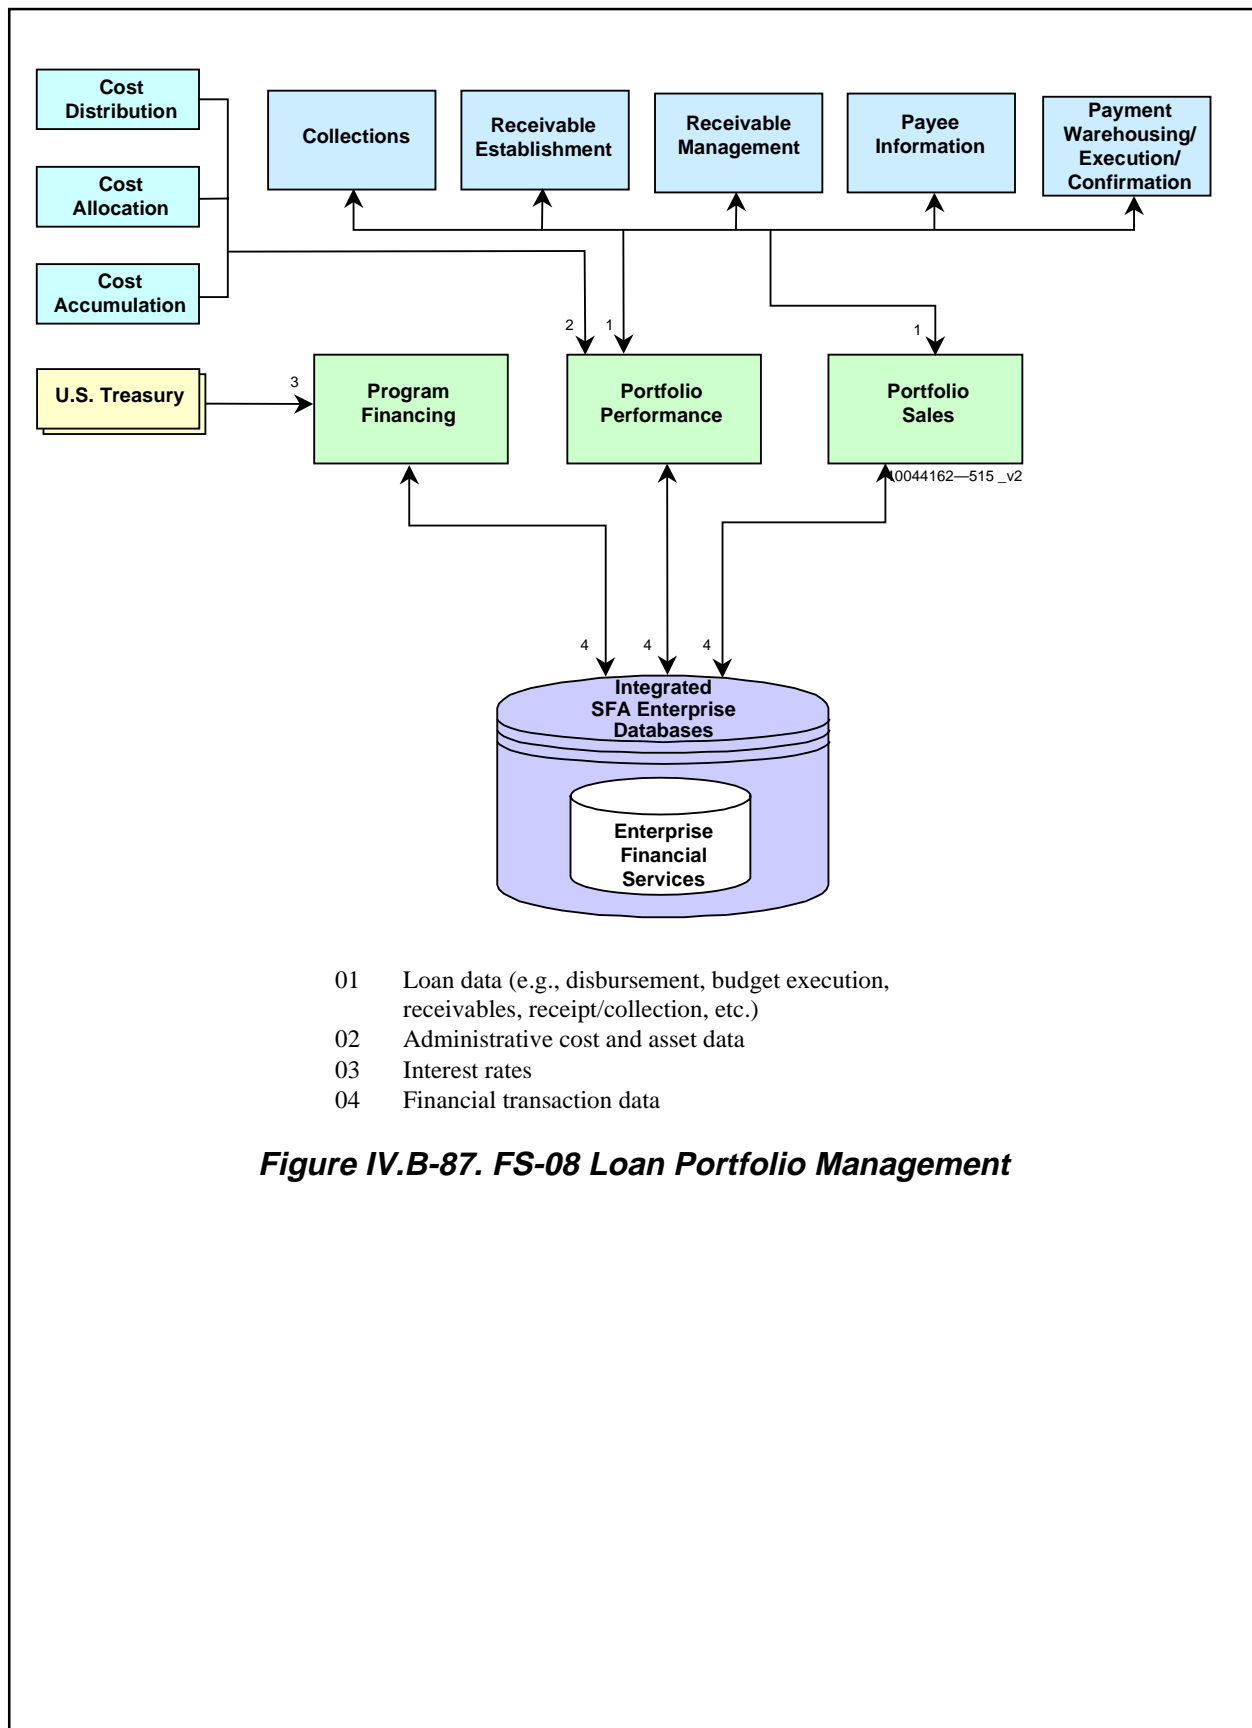 Cost
Distribution
Collections
Receivable
Establishment
Receivable
Management
Payee
Information
Payment
Warehousing/
Execution/
Confirmation
Cost
Allocation
Cost
Accumulation
2
1
1
U.S. Treasury
3
Program
Financing
Portfolio
Performance
Portfolio
Sales
10044162—515 _v2
4
4
4
Integrated
SFA Enterprise
Databases
Enterprise
Financial
Services
01 Loan data (e.g., disbursement, budget execution,
receivables, receipt/collection, etc.)
02 Administrative cost and asset data
03 Interest rates
04 Financial transaction data
Figure IV.B-87. FS-08 Loan Portfolio Management